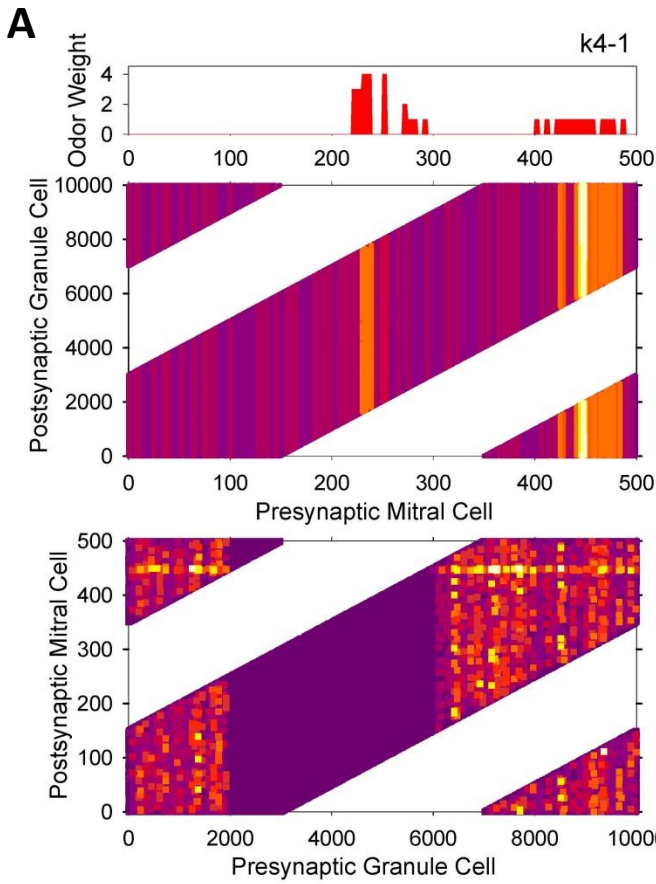 A
k4-1
Odor Weight
4
2
0
0 100 200 300 400 500
Postsynaptic Granule Cell
10000
8000
6000
4000
2000
0
0 100 200 300 400 500
Presynaptic Mitral Cell
Postsynaptic Mitral Cell
500
400
300
200
100
0
0 2000 4000 6000 8000 10000
Presynaptic Granule Cell